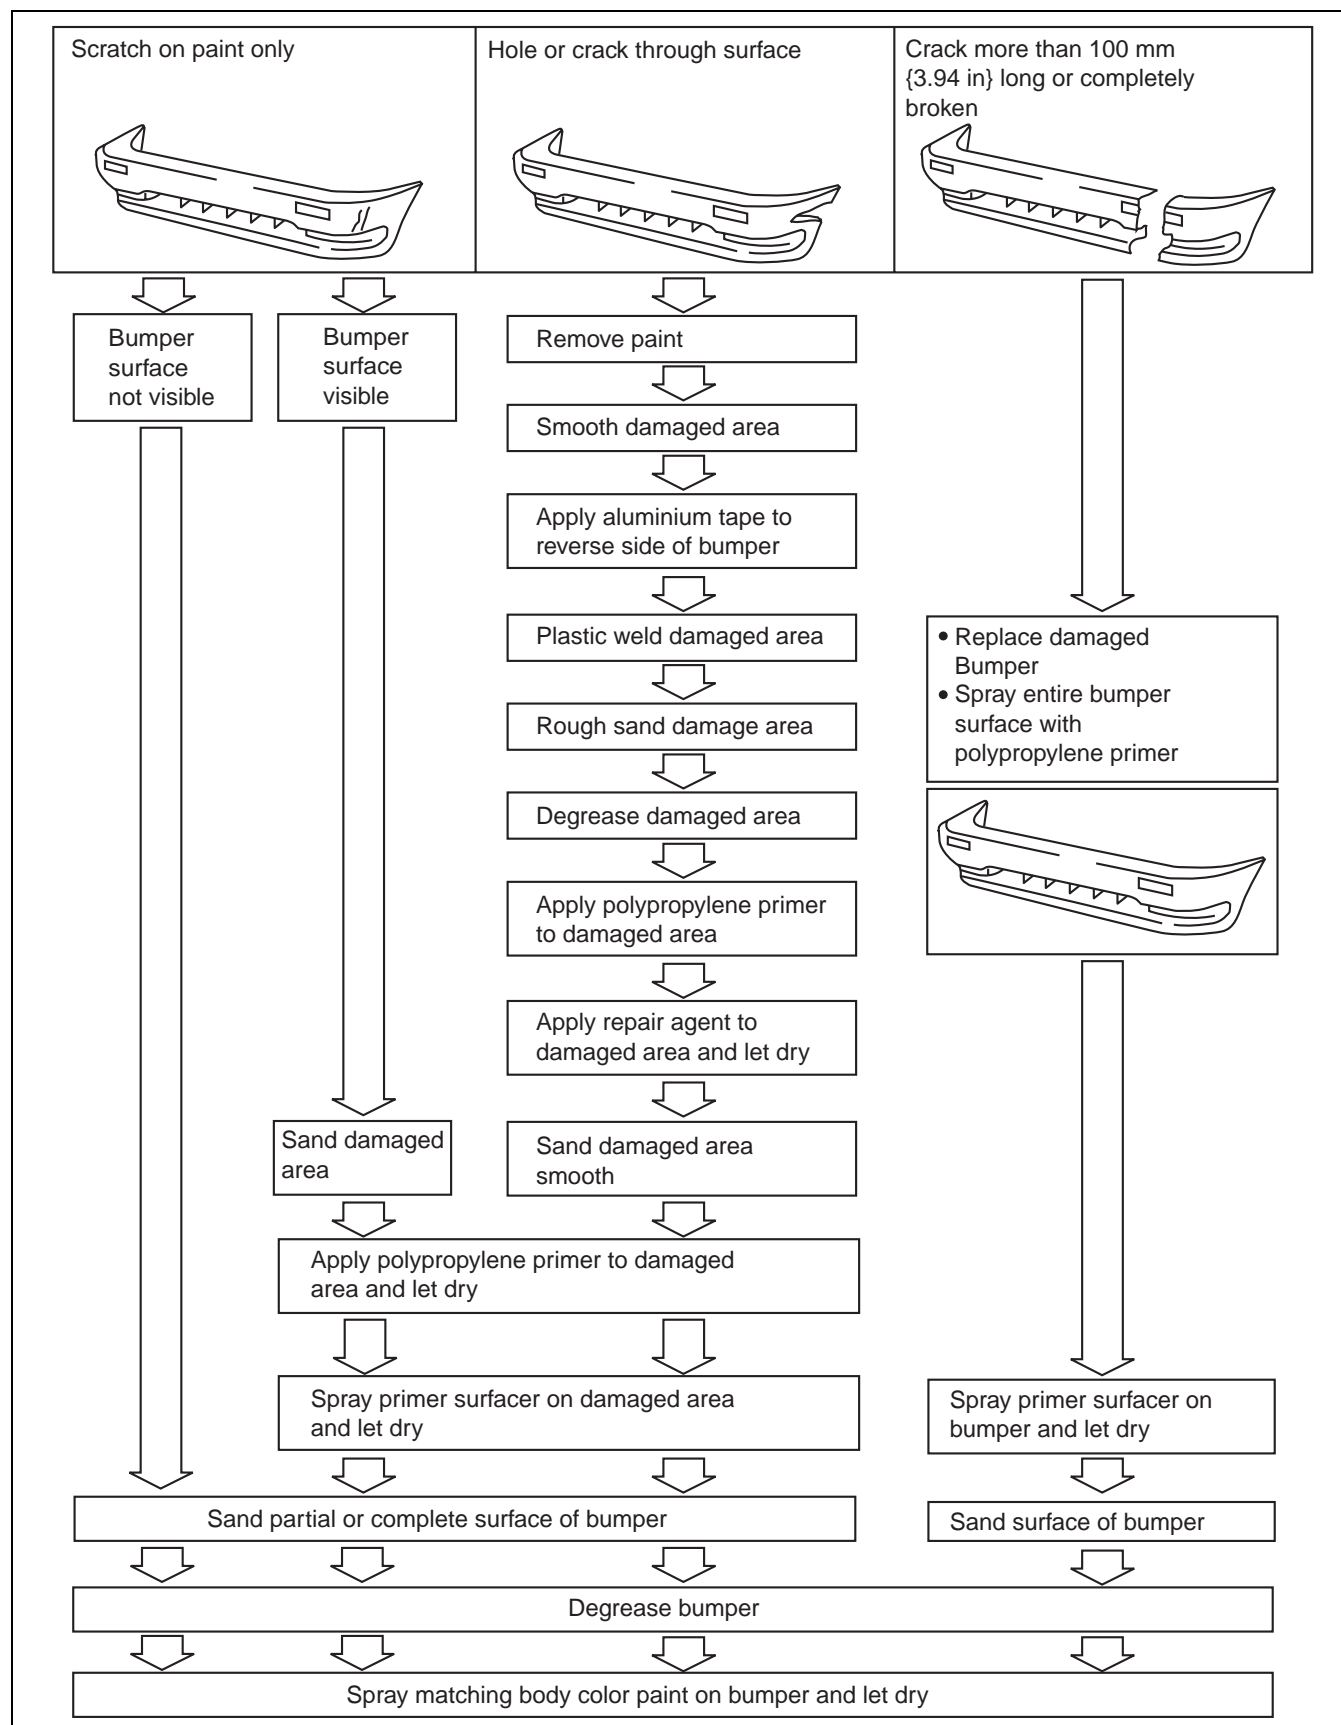 Scratch on paint only
Hole or crack through surface
Crack more than 100 mm
{3.94 in} long or completely
broken
Bumper
surface
not visible
Bumper
surface
visible
Remove paint
Smooth damaged area
Apply aluminium tape to
reverse side of bumper
Plastic weld damaged area
Rough sand damage area
Degrease damaged area
Apply polypropylene primer
to damaged area
Apply repair agent to
damaged area and let dry
Sand damaged
area
Sand damaged area
smooth
Apply polypropylene primer to damaged
area and let dry
Spray primer surfacer on damaged area
and let dry
• Replace damaged
Bumper
• Spray entire bumper
surface with
polypropylene primer
Spray primer surfacer on
bumper and let dry
Sand partial or complete surface of bumper
Sand surface of bumper
Degrease bumper
Spray matching body color paint on bumper and let dry